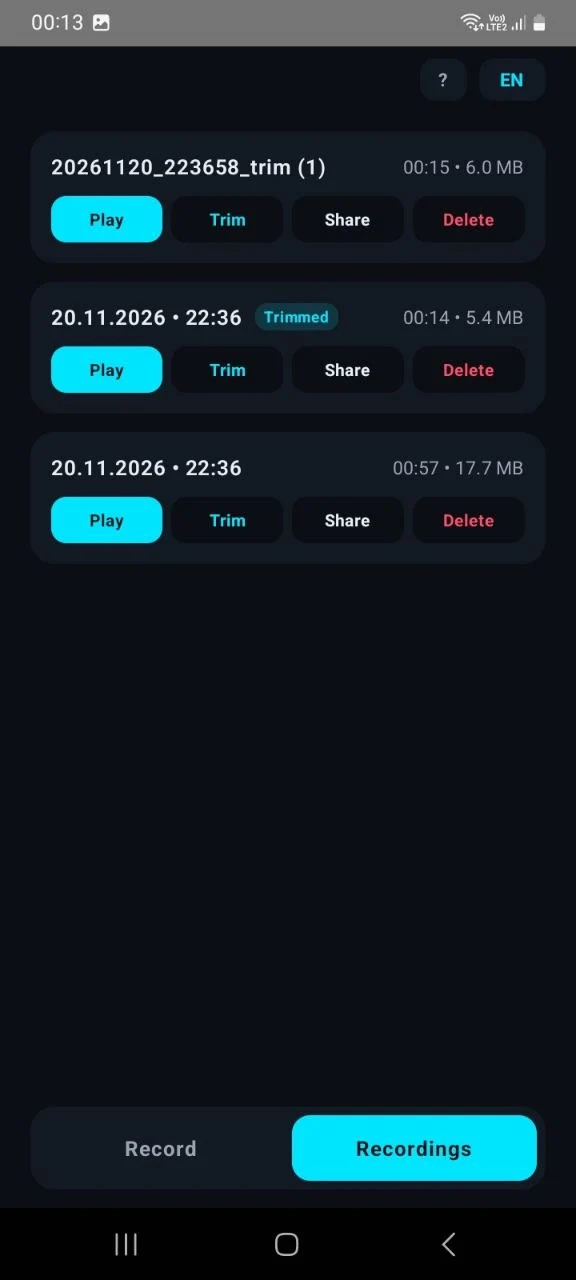 00:13 Vo)) LTE2
? EN
20261120_223658_trim (1) 00:15 • 6.0 MB
Play Trim Share Delete
20.11.2026 • 22:36 Trimmed 00:14 • 5.4 MB
Play Trim Share Delete
20.11.2026 • 22:36 00:57 • 17.7 MB
Play Trim Share Delete
Record Recordings